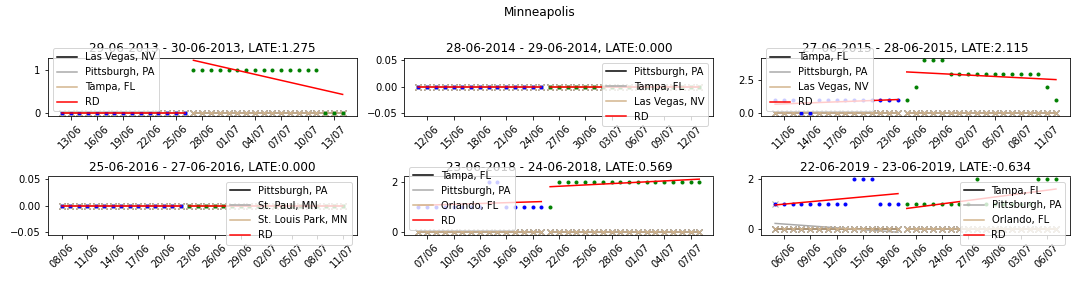 Minneapolis
29-06-2013 - 30-06-2013, LATE:1.275
Las Vegas, NV
Pittsburgh, PA
Tampa, FL
RD
1
0
13/06 16/06 19/06 22/06 25/06 28/06 01/07 04/07 07/07 10/07 13/07
28-06-2014 - 29-06-2014, LATE:0.000
Pittsburgh, PA
Tampa, FL
Las Vegas, NV
RD
0.05
0.00
−0.05
12/06 15/06 18/06 21/06 24/06 27/06 30/06 03/07 06/07 09/07 12/07
27-06-2015 - 28-06-2015, LATE:2.115
Las Vegas, NV
Pittsburgh, PA
Tampa, FL
RD
2.5
0.0
11/06 14/06 17/06 20/06 23/06 26/06 29/06 02/07 05/07 08/07 11/07
25-06-2016 - 27-06-2016, LATE:0.000
Pittsburgh, PA
St. Paul, MN
St. Louis Park, MN
RD
0.05
0.00
−0.05
08/06 11/06 14/06 17/06 20/06 23/06 26/06 29/06 02/07 05/07 08/07 11/07
23-06-2018 - 24-06-2018, LATE:0.569
Tampa, FL
Pittsburgh, PA
Orlando, FL
RD
2
0
07/06 10/06 13/06 16/06 19/06 22/06 25/06 28/06 01/07 04/07 07/07
22-06-2019 - 23-06-2019, LATE:-0.634
Tampa, FL
Pittsburgh, PA
Orlando, FL
RD
2
0
06/06 09/06 12/06 15/06 18/06 21/06 24/06 27/06 30/06 03/07 06/07